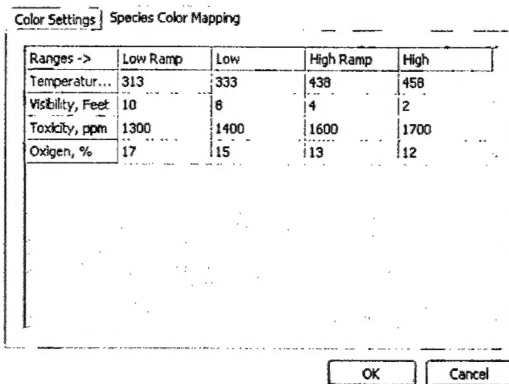 Color Settings Species Color Mapping
Ranges -> Low Ramp Low High Ramp High
Temperatur... 313 333 438 458
Visibility, Feet 10 8 4 2
Toxicity, ppm 1300 1400 1600 1700
Oxigen, % 17 15 13 12
OK Cancel